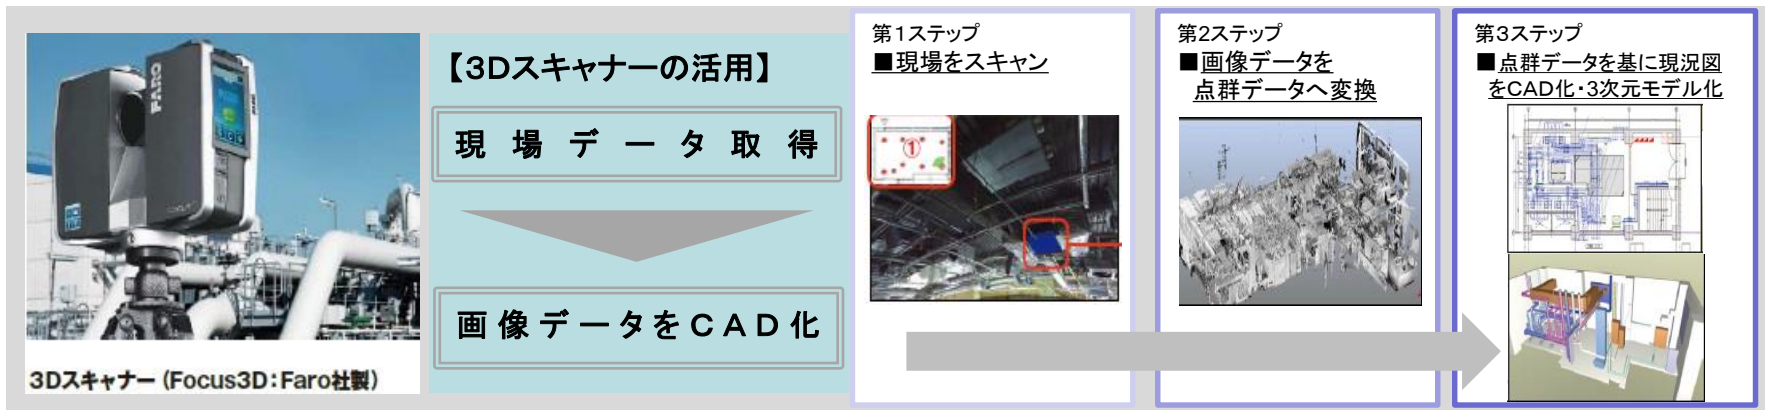 FARO
3Dスキャナー（Focus3D：Faro社製）
【3Dスキャナーの活用】
現場データ取得
画像データをCAD化
第1ステップ
■現場をスキャン
①
第2ステップ
■画像データを
点群データへ変換
第3ステップ
■点群データを基に現況図
をCAD化・3次元モデル化